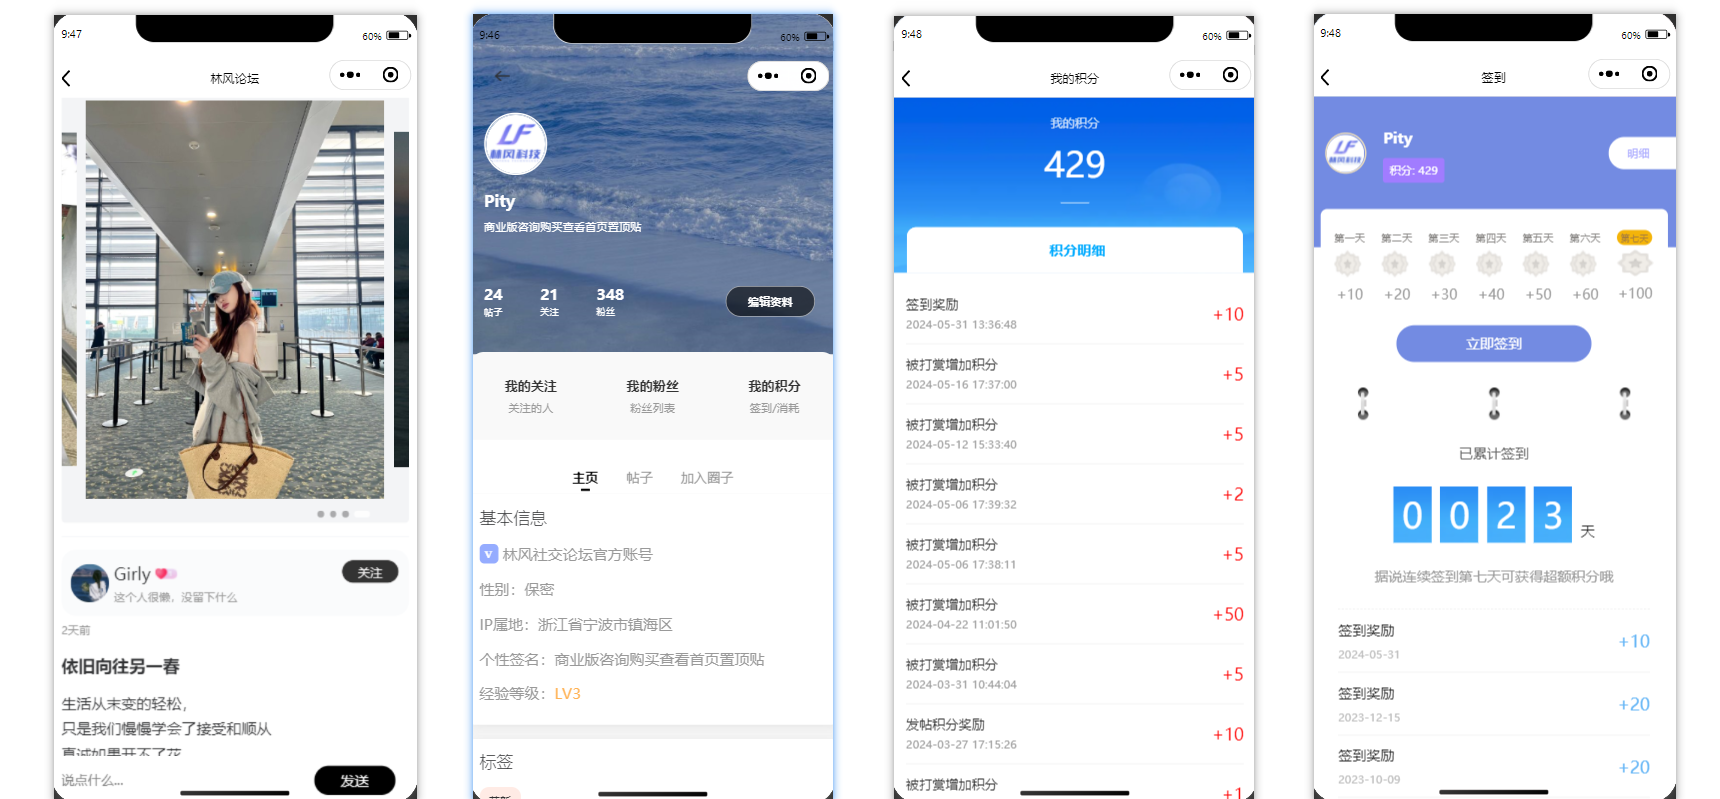 9:47
60%
林风论坛
Girly
关注
这个人很懒，没留下什么
2天前
依旧向往另一春
生活从未变的轻松，
只是我们慢慢学会了接受和顺从
真诚如果开不了花
说点什么...
发送
9:46
60%
LF
林风科技
Pity
商业版咨询购买查看首页置顶贴
24
21
348
帖子
关注
粉丝
编辑资料
我的关注
我的粉丝
我的积分
关注的人
粉丝列表
签到/消耗
主页
帖子
加入圈子
基本信息
V 林风社交论坛官方账号
性别：保密
IP属地：浙江省宁波市镇海区
个性签名：商业版咨询购买查看首页置顶贴
经验等级：LV3
标签
9:48
60%
我的积分
我的积分
429
积分明细
签到奖励
2024-05-31 13:36:48
+10
被打赏增加积分
2024-05-16 17:37:00
+5
被打赏增加积分
2024-05-12 15:33:40
+5
被打赏增加积分
2024-05-06 17:39:32
+2
被打赏增加积分
2024-05-06 17:38:11
+5
被打赏增加积分
2024-04-22 11:01:50
+50
被打赏增加积分
2024-03-31 10:44:04
+5
发帖积分奖励
2024-03-27 17:15:26
+10
被打赏增加积分
+1
9:48
60%
签到
LF
林风科技
Pity
积分: 429
明细
第一天
第二天
第三天
第四天
第五天
第六天
第七天
+10
+20
+30
+40
+50
+60
+100
立即签到
已累计签到
0 0 2 3 天
据说连续签到第七天可获得超额积分哦
签到奖励
2024-05-31
+10
签到奖励
2023-12-15
+20
签到奖励
2023-10-09
+20